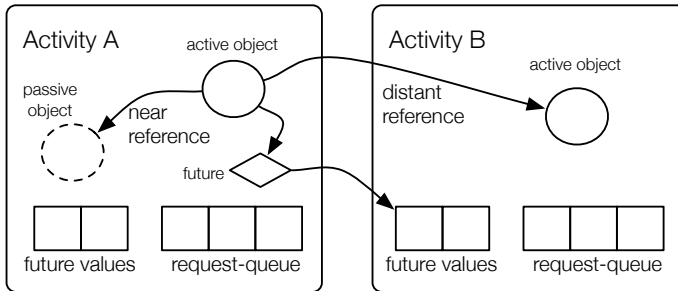 Activity A
active object
passive
object
near
reference
future
future values
request-queue
Activity B
active object
distant
reference
future values
request-queue